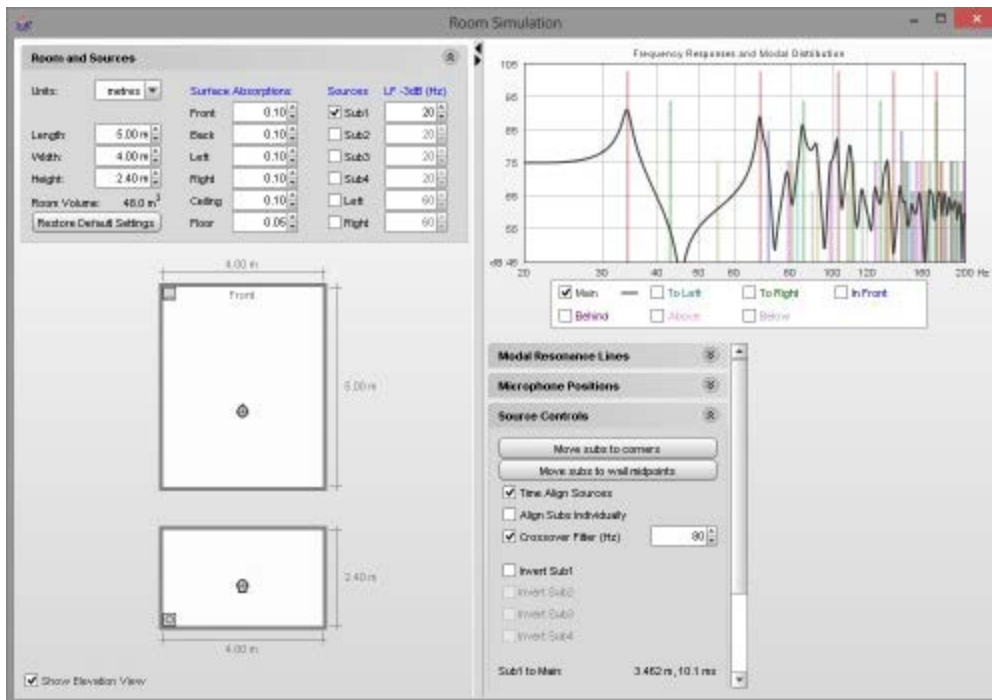 Room Simulation
Room and Sources
Units: metres Surface Absorptions Sources LF -3dB (Hz)
Front 0.10 Sub1 20
Length: 5.00 m Back 0.10 Sub2 20
Width: 4.00 m Left 0.10 Sub3 20
Height: 2.40 m Right 0.10 Sub4 20
Room Volume: 48.0 m³ Ceiling 0.10 Left 60
Restore Default Settings Floor 0.05 Right 60
4.00 m
Front
5.00 m
2.40 m
4.00 m
Show Elevation View
Frequency Responses and Modal Distribution
105
95
85
75
65
55
dB 45
20 30 40 50 60 80 100 120 160 200 Hz
Main To Left To Right In Front
Behind Above Below
Modal Resonance Lines
Microphone Positions
Source Controls
Move subs to corners
Move subs to wall midpoints
Time Align Sources
Align Subs Individually
Crossover Filter (Hz) 80
Invert Sub1
Invert Sub2
Invert Sub3
Invert Sub4
Sub1 to Main: 3.462 m, 10.1 ms